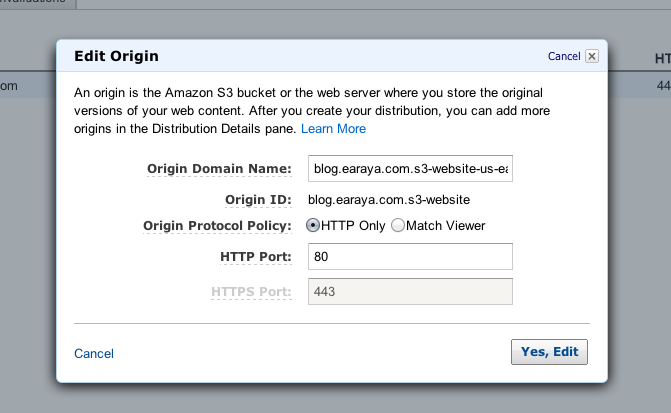 Edit Origin
Cancel
HT
om
44
An origin is the Amazon S3 bucket or the web server where you store the original
versions of your web content. After you create your distribution, you can add more
origins in the Distribution Details pane. Learn More
Origin Domain Name: blog.earaya.com.s3-website-us-ea
Origin ID: blog.earaya.com.s3-website
Origin Protocol Policy: HTTP Only Match Viewer
HTTP Port: 80
HTTPS Port: 443
Cancel Yes, Edit